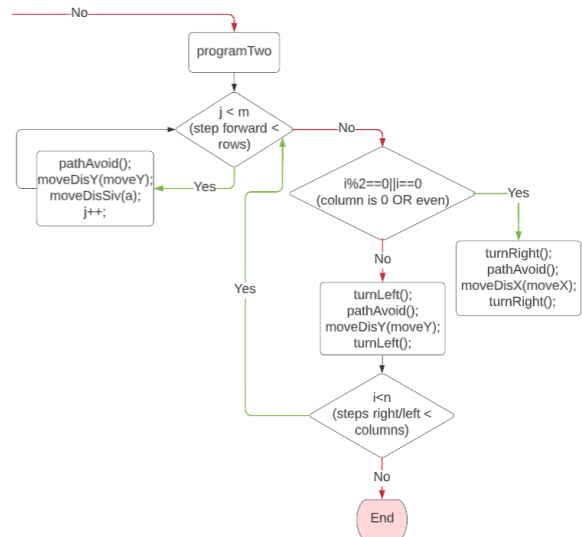 No
programTwo
j < m
(step forward <
rows)
No
Yes
pathAvoid();
moveDisY(moveY);
moveDisSiv(a);
j++;
i%2==0||i==0
(column is 0 OR even)
Yes
turnRight();
pathAvoid();
moveDisX(moveX);
turnRight();
No
Yes
turnLeft();
pathAvoid();
moveDisY(moveY);
turnLeft();
i<n
(steps right/left <
columns)
No
End